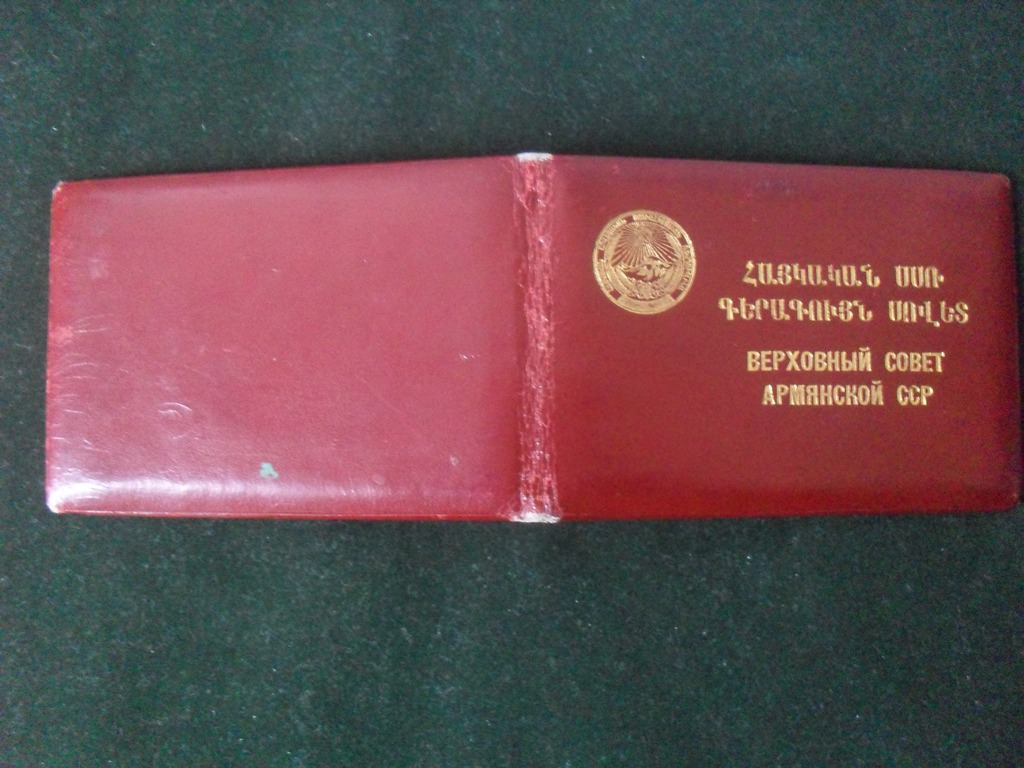 ՀԱՅԿԱԿԱՆ ՍՍՌ
ԳԵՐԱԳՈՒՅՆ ՍՈՎԵՏ
ВЕРХОВНЫЙ СОВЕТ
АРМЯНСКОЙ ССР